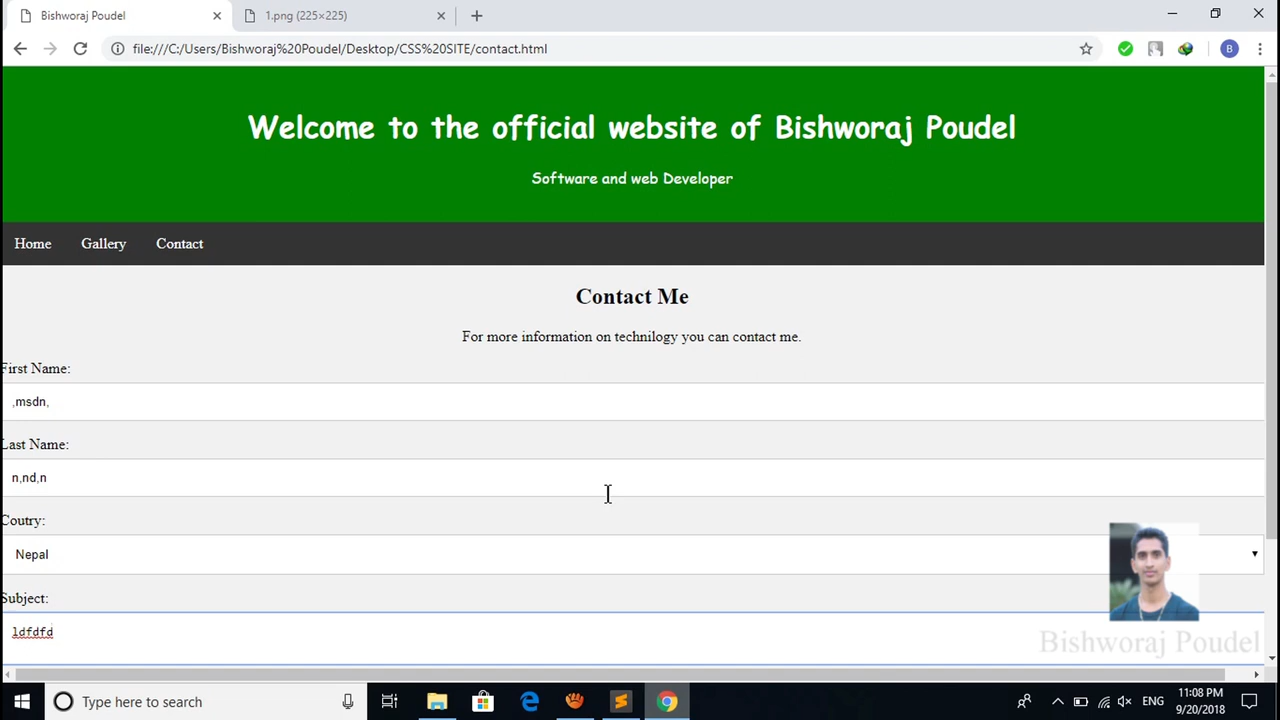 Bishworaj Poudel
1.png (225×225)
file:///C:/Users/Bishworaj%20Poudel/Desktop/CSS%20SITE/contact.html
B
Welcome to the official website of Bishworaj Poudel
Software and web Developer
Home Gallery Contact
Contact Me
For more information on technilogy you can contact me.
First Name:
,msdn,
Last Name:
n,nd,n
Coutry:
Nepal
Subject:
ldfdfd
Bishworaj Poudel
Type here to search
ENG
11:08 PM
9/20/2018